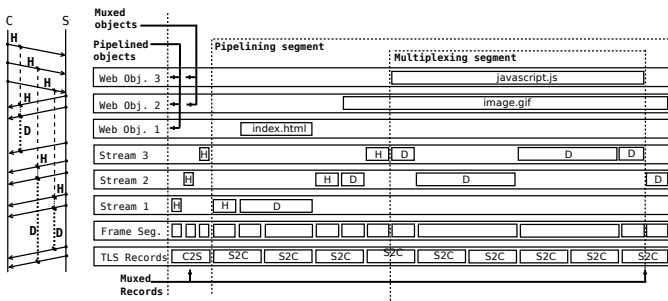 C S
Muxed
objects
Pipelined
objects
Pipelining segment
Multiplexing segment
H
H
H
H
D
H
H
D
D
Web Obj. 3 javascript.js
Web Obj. 2 image.gif
Web Obj. 1 index.html
Stream 3 H H D D D
Stream 2 H H D D D
Stream 1 H H D
Frame Seg.
TLS Records C2S S2C S2C S2C S2C S2C S2C S2C S2C S2C
Muxed
Records